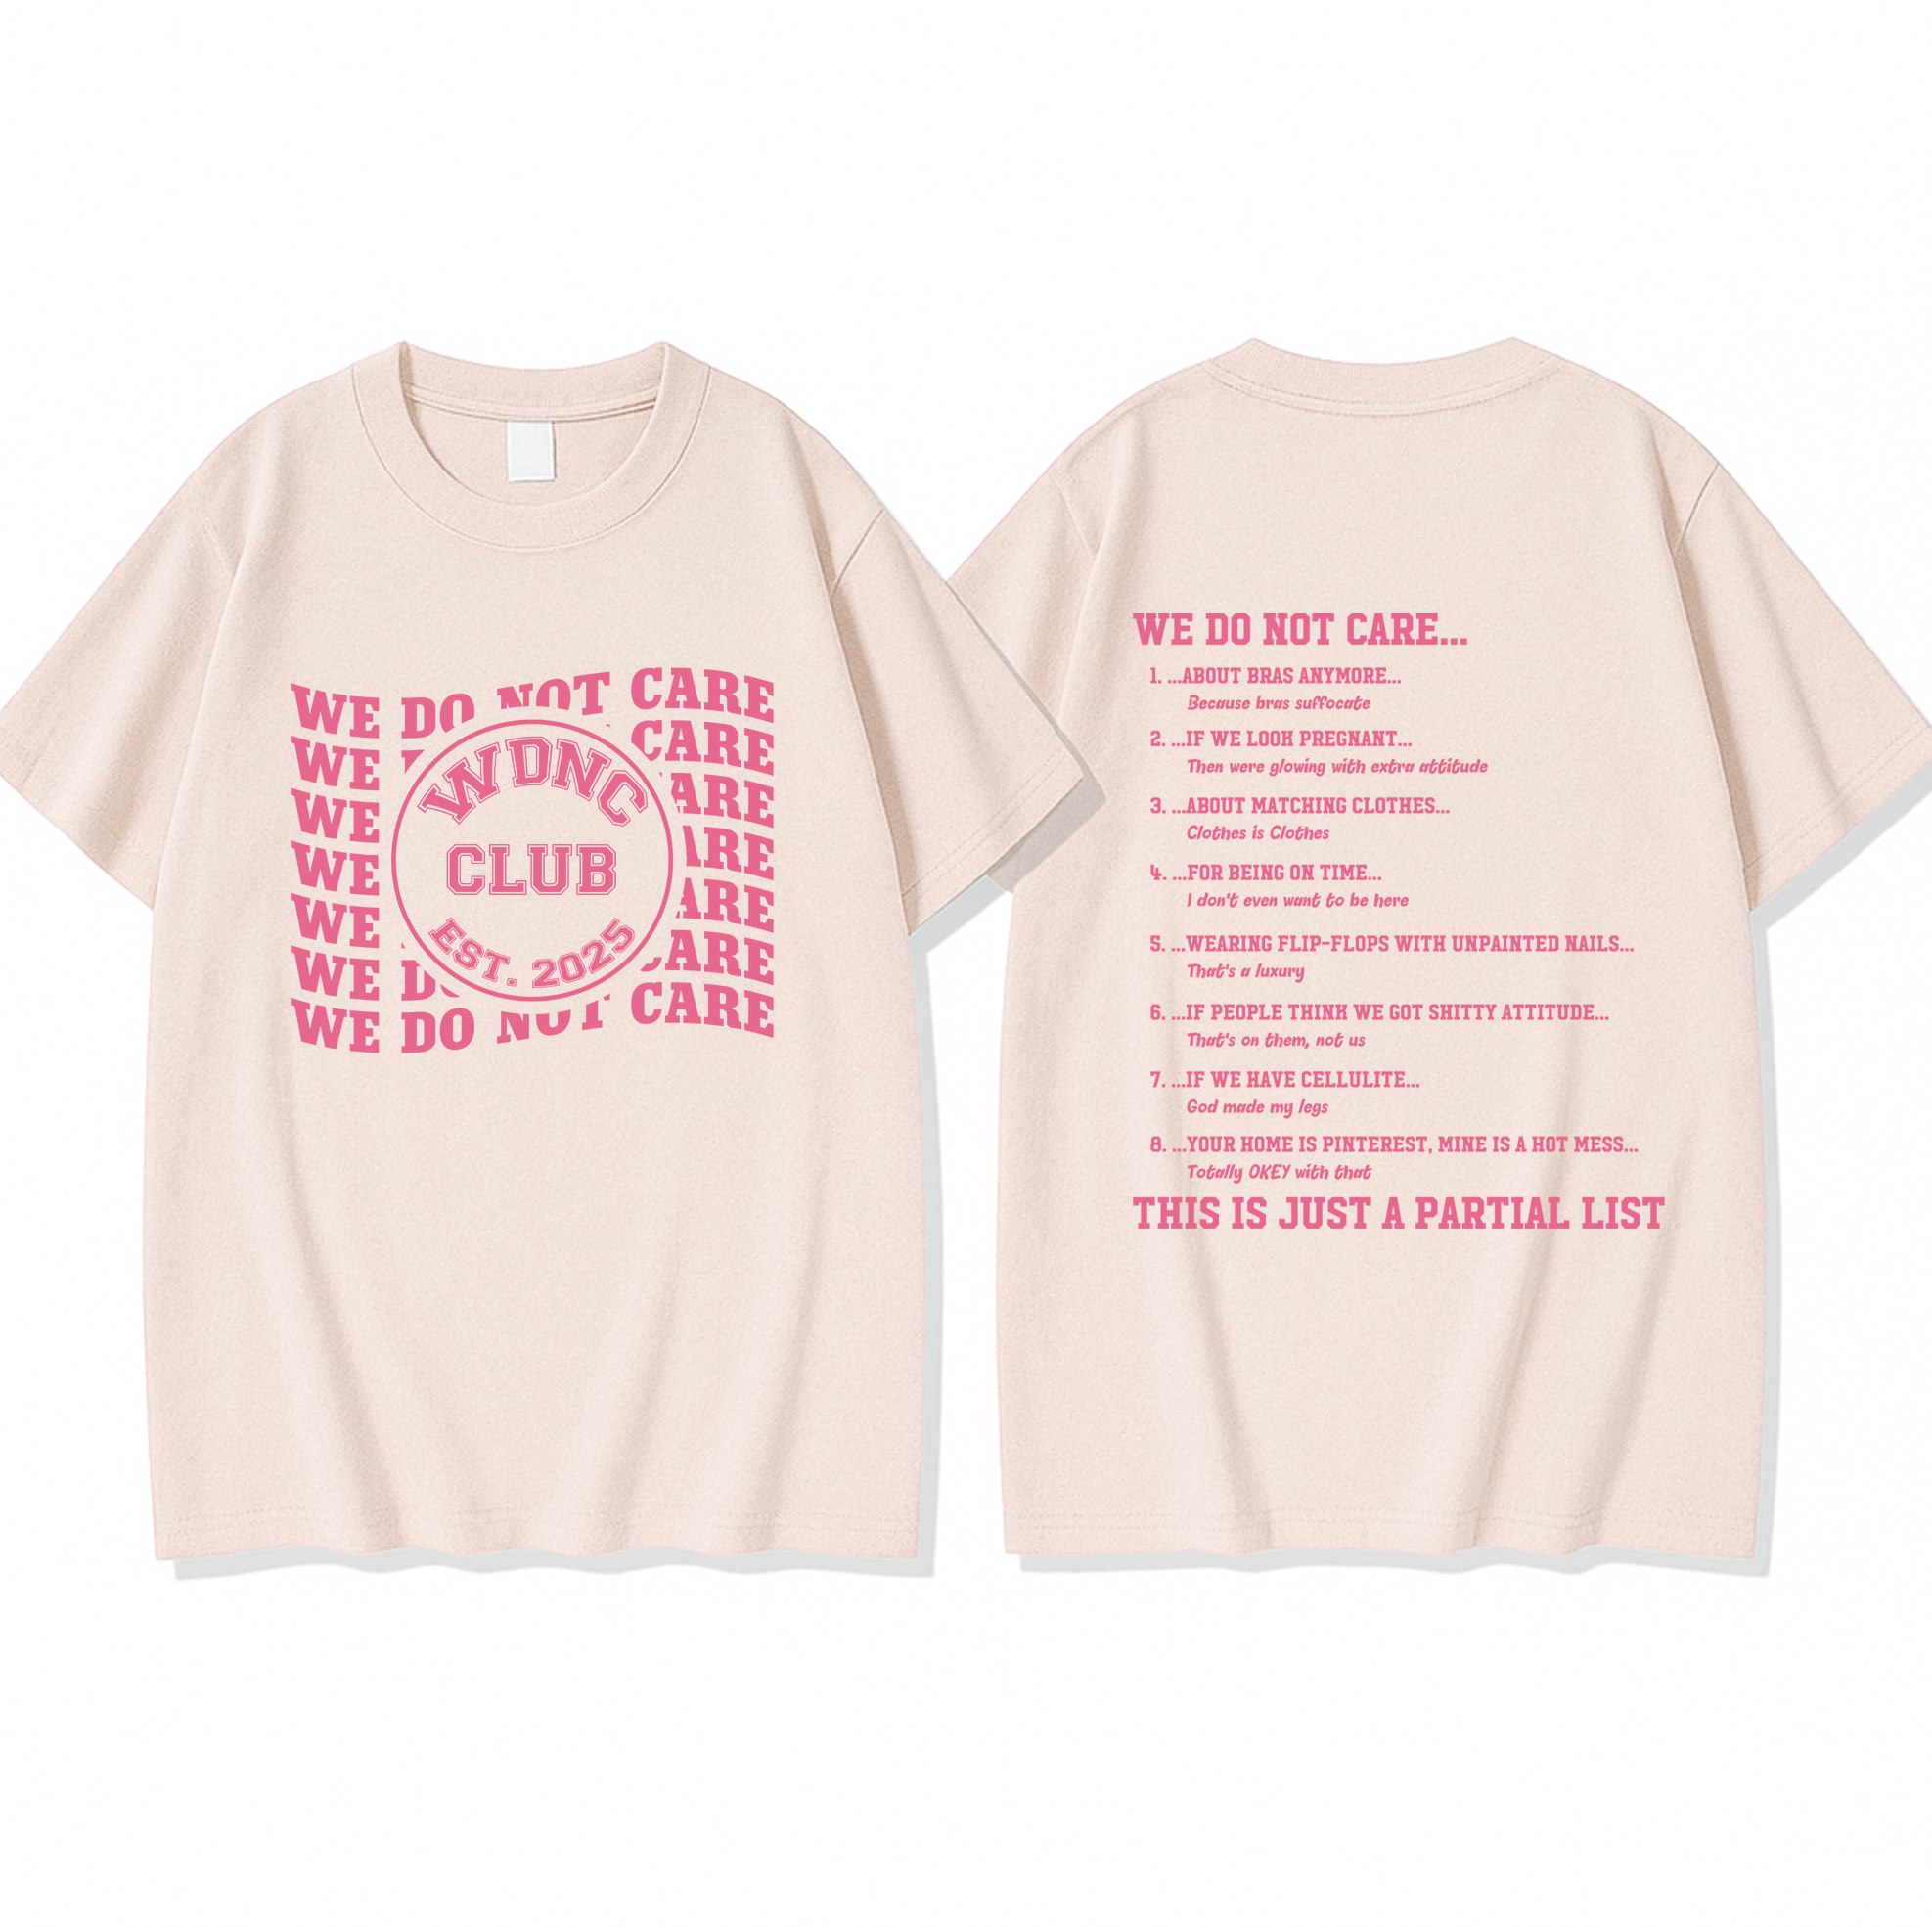 WE DO NOT CARE
WE CARE
WE ARE
WE ARE
WE ARE
WE D CARE
WE DO NOT CARE
WDNC
CLUB
EST. 2025
WE DO NOT CARE...
1. ...ABOUT BRAS ANYMORE...
Because bras suffocate
2. ...IF WE LOOK PREGNANT...
Then were glowing with extra attitude
3. ...ABOUT MATCHING CLOTHES...
Clothes is Clothes
4. ...FOR BEING ON TIME...
I don't even want to be here
5. ...WEARING FLIP-FLOPS WITH UNPAINTED NAILS...
That's a luxury
6. ...IF PEOPLE THINK WE GOT SHITTY ATTITUDE...
That's on them, not us
7. ...IF WE HAVE CELLULITE...
God made my legs
8. ...YOUR HOME IS PINTEREST, MINE IS A HOT MESS...
Totally OKEY with that
THIS IS JUST A PARTIAL LIST